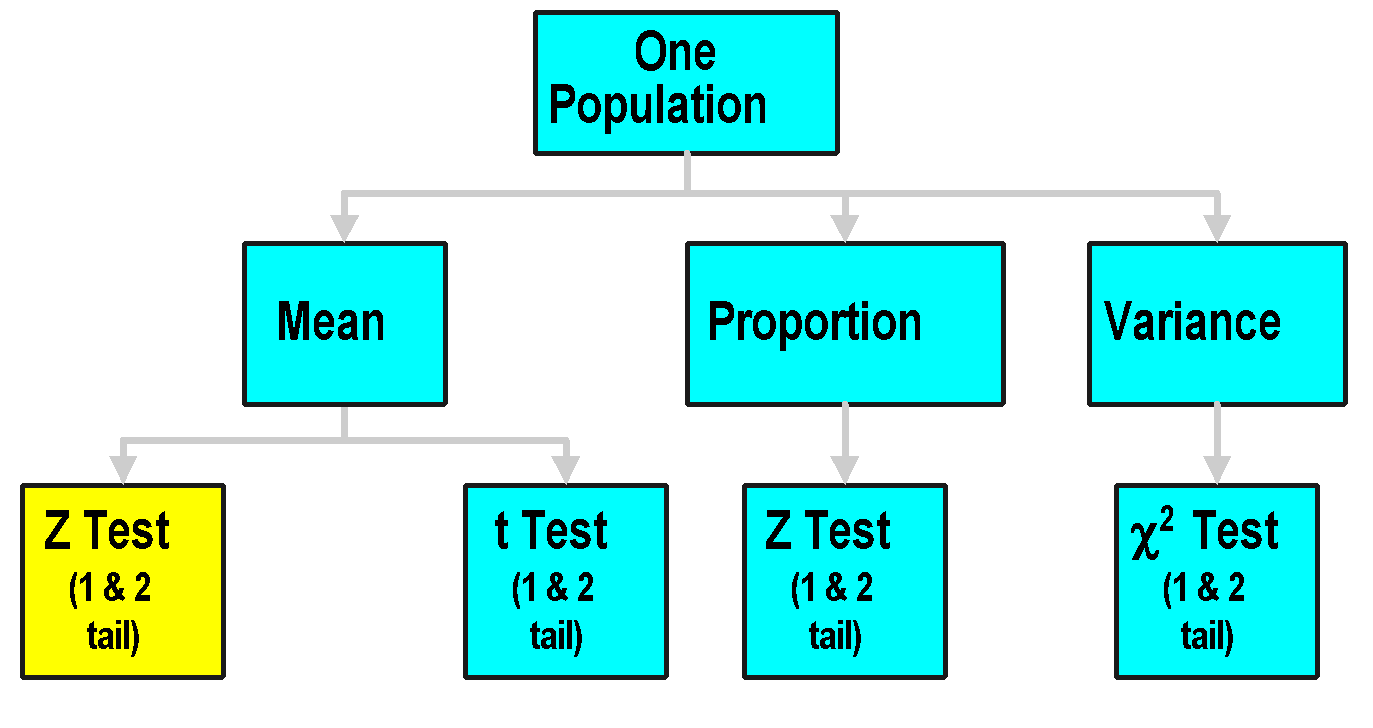 One
Population
Mean
Proportion
Variance
Z Test
(1 & 2
tail)
t Test
(1 & 2
tail)
Z Test
(1 & 2
tail)
χ² Test
(1 & 2
tail)